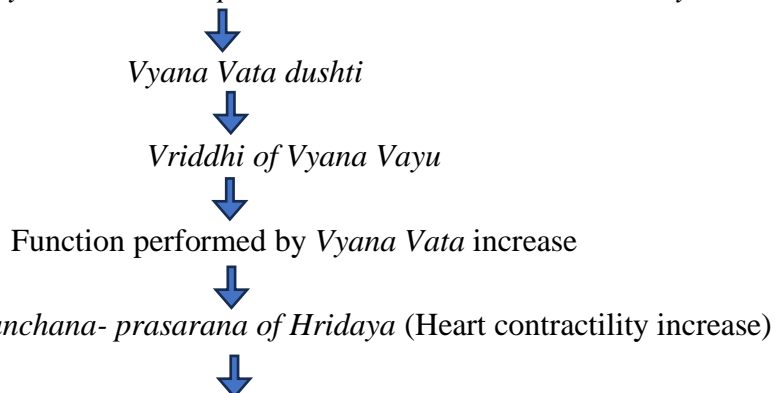 Vyana Vata dushti
Vriddhi of Vyana Vayu
Function performed by Vyana Vata increase
prasarana of Hridaya (Heart contractility increase)